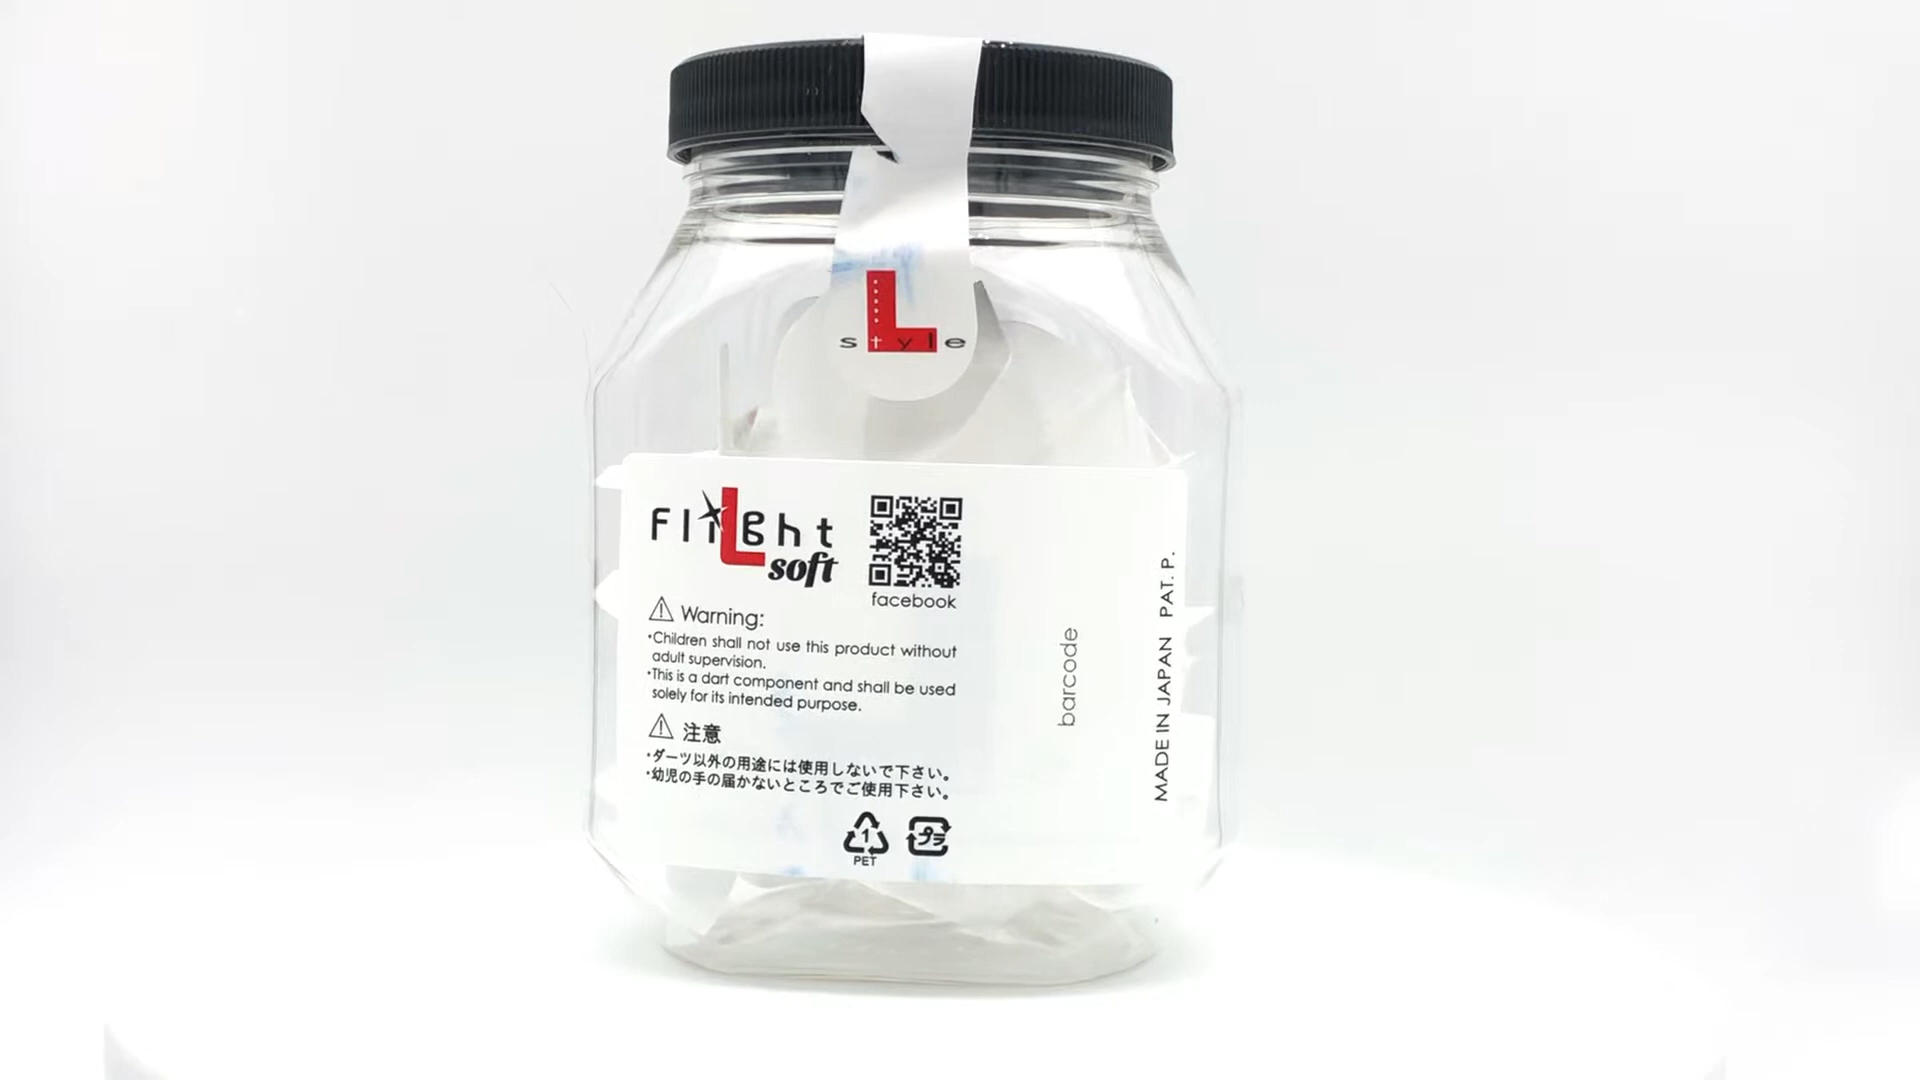 L
style
fliLght
soft
facebook
⚠ Warning:
・Children shall not use this product without
adult supervision.
・This is a dart component and shall be used
solely for its intended purpose.
⚠ 注意
・ダーツ以外の用途には使用しないで下さい。
・幼児の手の届かないところでご使用下さい。
1
PET
プラ
barcode
MADE IN JAPAN PAT. P.